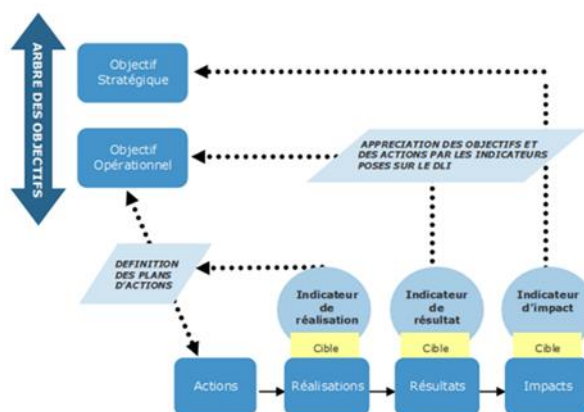 ARBRE DES OBJECTIFS
Objectif
Stratégique
Objectif
Opérationnel
APPRECIATION DES OBJECTIFS ET
DES ACTIONS PAR LES INDICATEURS
POSES SUR LE DLI
DEFINITION
DES PLANS
D'ACTIONS
Indicateur
de
réalisation
Indicateur
de
résultat
Indicateur
d'impact
Cible
Cible
Cible
Actions
Réalisations
Résultats
Impacts